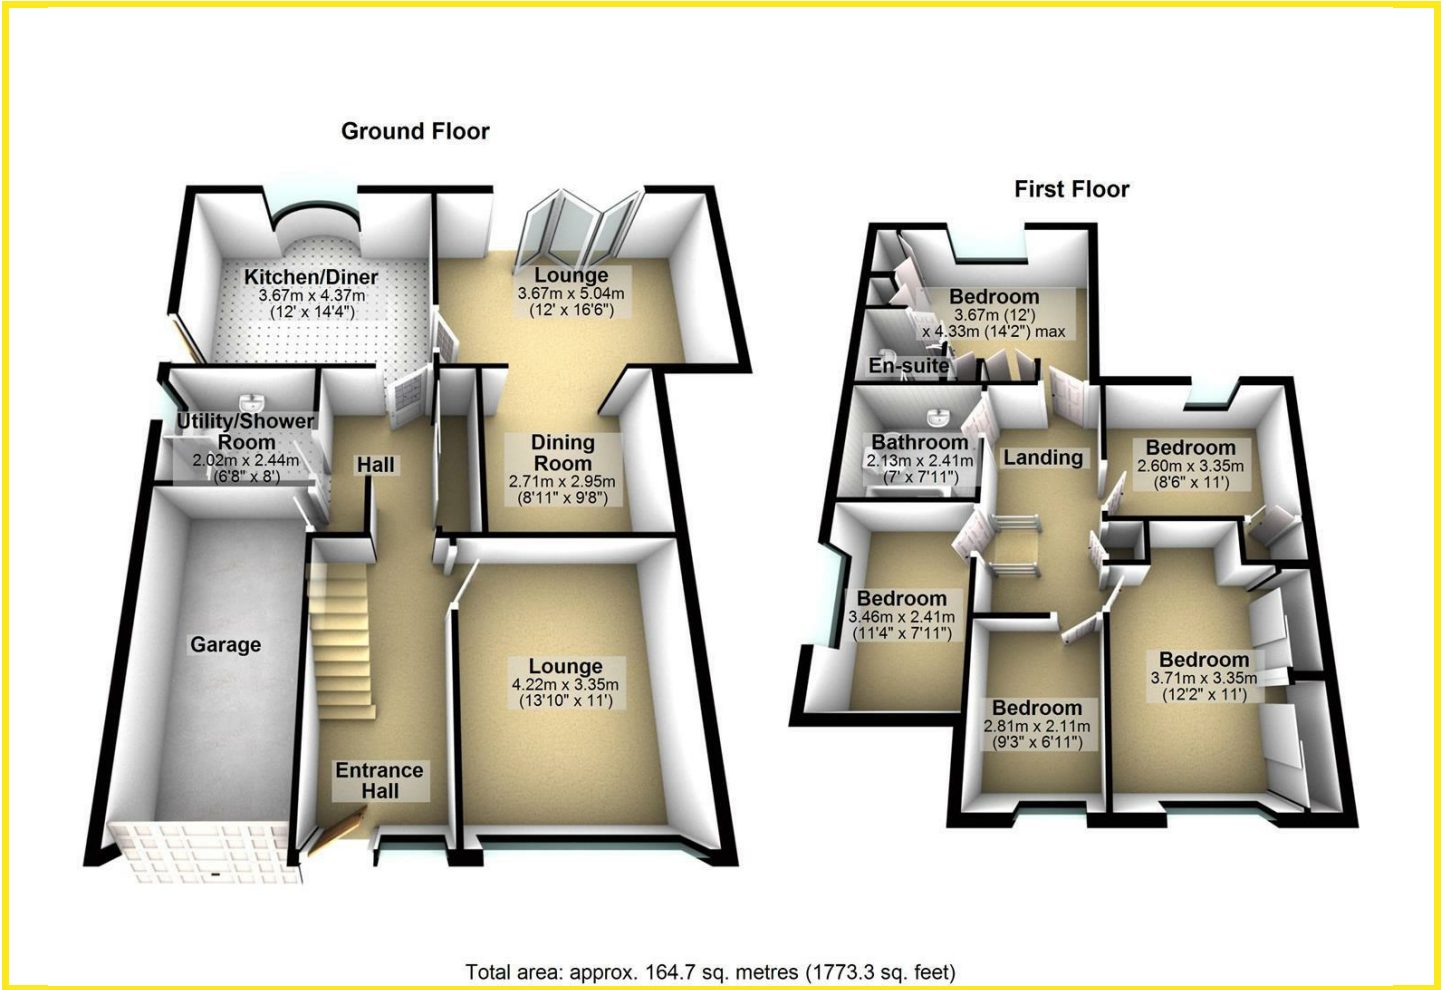 Ground Floor
Kitchen/Diner
3.67m x 4.37m
(12' x 14'4")
Lounge
3.67m x 5.04m
(12' x 16'6")
Utility/Shower
Room
2.02m x 2.44m
(6'8" x 8')
Hall
Dining
Room
2.71m x 2.95m
(8'11" x 9'8")
Garage
Lounge
4.22m x 3.35m
(13'10" x 11')
Entrance
Hall
First Floor
Bedroom
3.67m (12')
x 4.33m (14'2") max
En-suite
Bathroom
2.13m x 2.41m
(7' x 7'11")
Landing
Bedroom
2.60m x 3.35m
(8'6" x 11')
Bedroom
3.46m x 2.41m
(11'4" x 7'11")
Bedroom
2.81m x 2.11m
(9'3" x 6'11")
Bedroom
3.71m x 3.35m
(12'2" x 11')
Total area: approx. 164.7 sq. metres (1773.3 sq. feet)